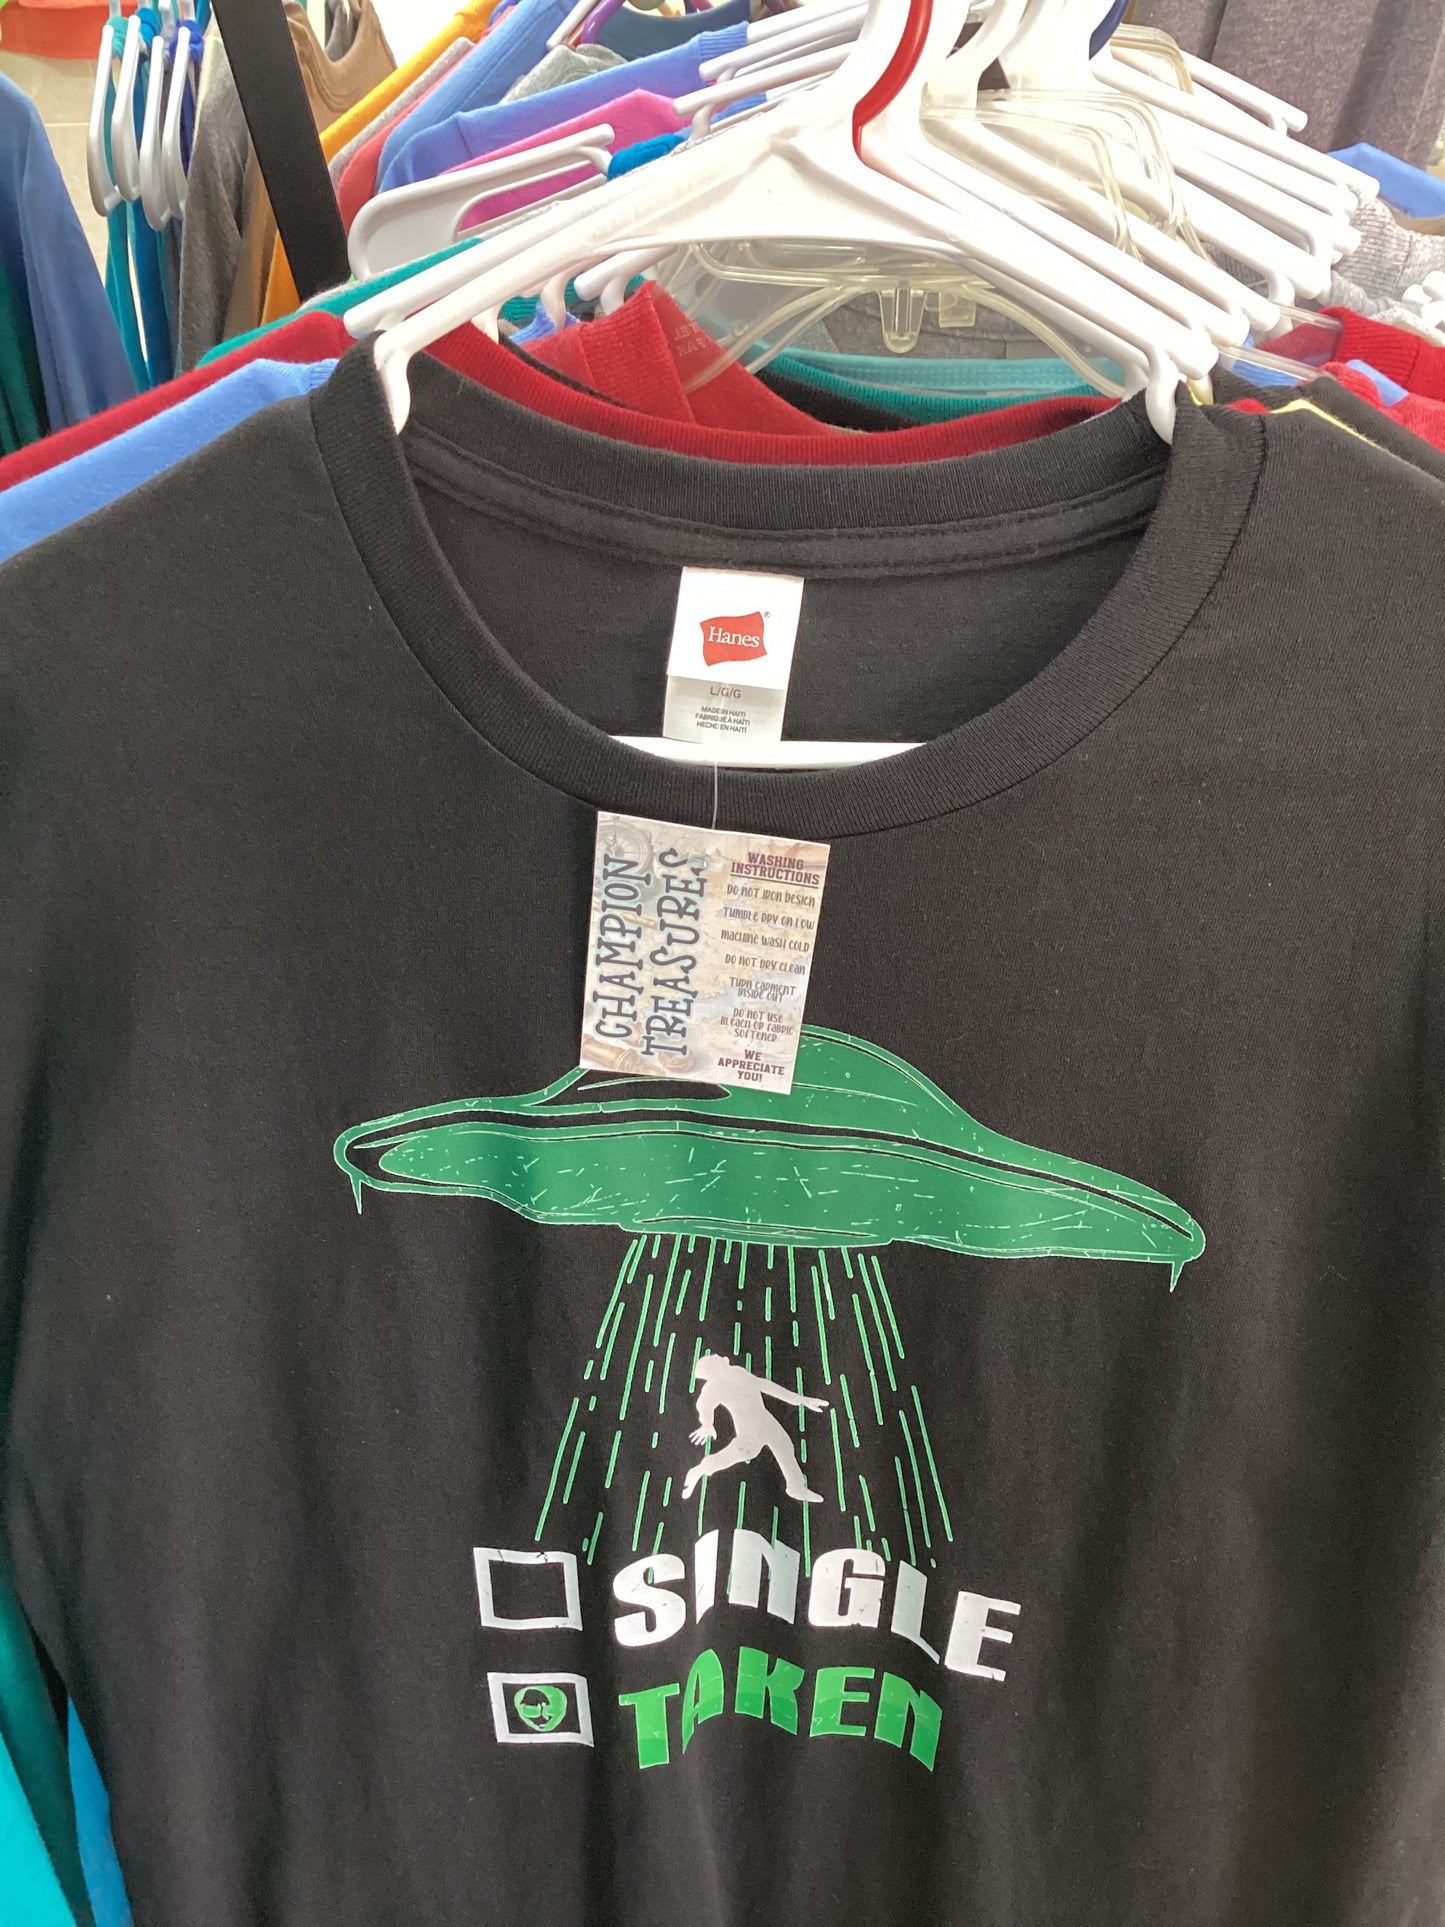 Hanes
L/G/G
MADE IN HAITI
FABRIQUÉ À HAÏTI
HECHO EN HAITI
CHAMPION
TREASURES
WASHING
INSTRUCTIONS
DO NOT IRON DESIGN
TUMBLE DRY ON LOW
MACHINE WASH COLD
DO NOT DRY CLEAN
TURN GARMENT
INSIDE OUT
DO NOT USE
BLEACH OR FABRIC
SOFTENER
WE
APPRECIATE
YOU!
SINGLE
TAKEN